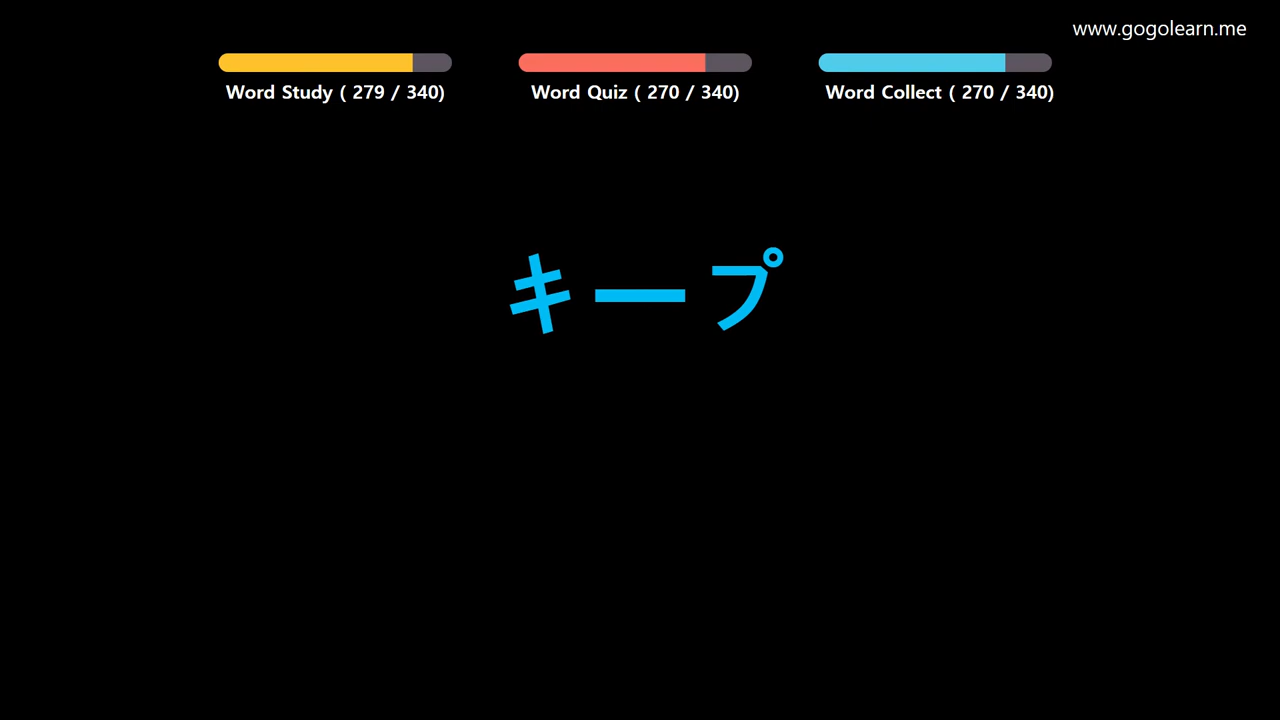 www.gogolearn.me
Word Study ( 279 / 340)
Word Quiz ( 270 / 340)
Word Collect ( 270 / 340)
キープ